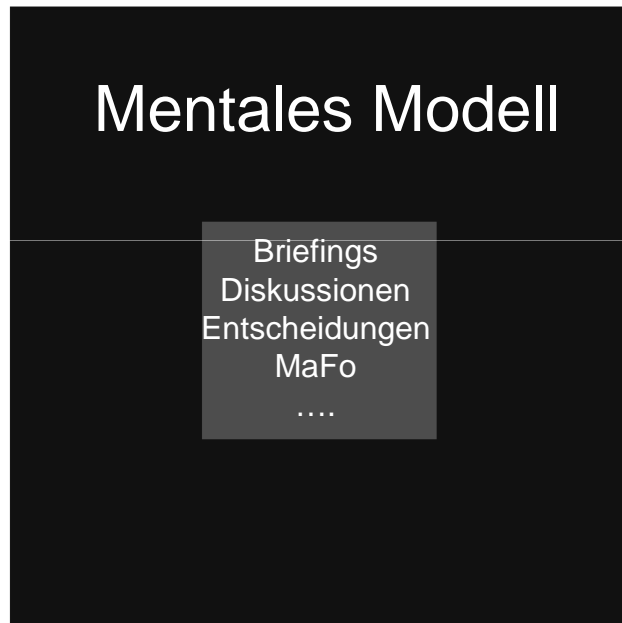 Mentales Modell
Briefings
Diskussionen
Entscheidungen
MaFo
….